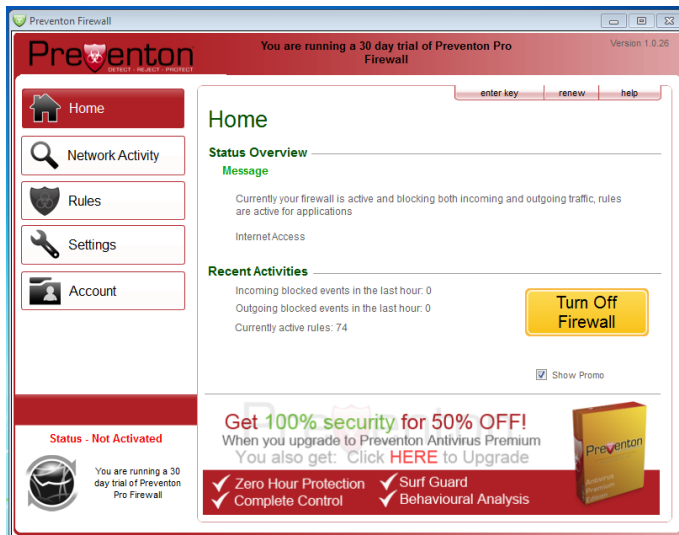 Preventon Firewall
Preventon
DETECT - REJECT - PROTECT
You are running a 30 day trial of Preventon Pro
Firewall
Version 1.0.26
enter key
renew
help
Home
Network Activity
Rules
Settings
Account
Home
Status Overview
Message
Currently your firewall is active and blocking both incoming and outgoing traffic, rules
are active for applications
Internet Access
Recent Activities
Incoming blocked events in the last hour: 0
Outgoing blocked events in the last hour: 0
Currently active rules: 74
Turn Off
Firewall
Show Promo
Status - Not Activated
You are running a 30
day trial of Preventon
Pro Firewall
Get 100% security for 50% OFF!
When you upgrade to Preventon Antivirus Premium
You also get: Click HERE to Upgrade
Zero Hour Protection
Surf Guard
Complete Control
Behavioural Analysis
Preventon
Antivirus
Premium
Edition